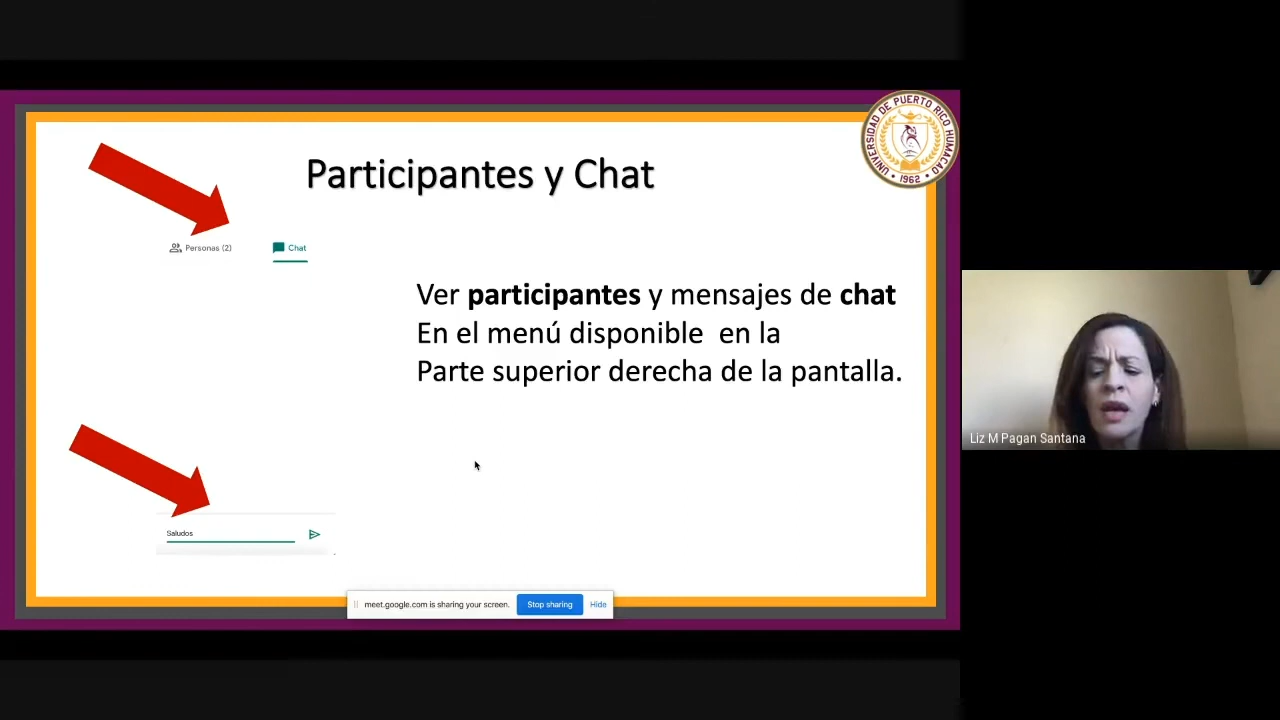 UNIVERSIDAD DE PUERTO RICO HUMACAO
• 1962 •
Participantes y Chat
Personas (2)
Chat
Ver participantes y mensajes de chat
En el menú disponible  en la
Parte superior derecha de la pantalla.
Liz M Pagan Santana
Saludos
meet.google.com is sharing your screen.
Stop sharing
Hide